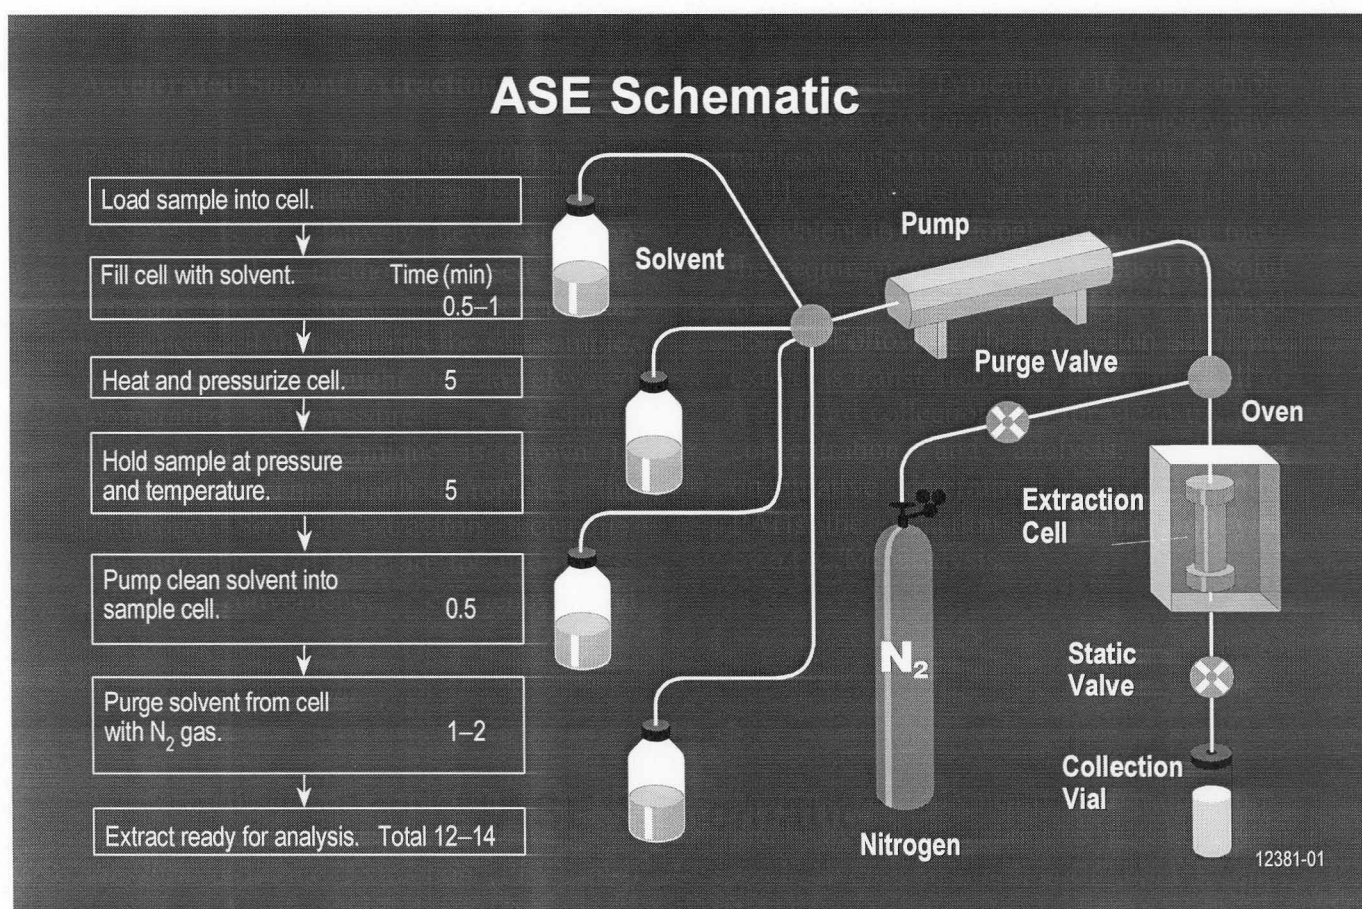 ASE Schematic
Load sample into cell.
Fill cell with solvent. Time (min)
0.5–1
Heat and pressurize cell. 5
Hold sample at pressure
and temperature. 5
Pump clean solvent into
sample cell. 0.5
Purge solvent from cell
with N₂ gas. 1–2
Extract ready for analysis. Total 12–14
Solvent
Pump
Purge Valve
Oven
Extraction
Cell
N₂
Static
Valve
Collection
Vial
Nitrogen
12381-01